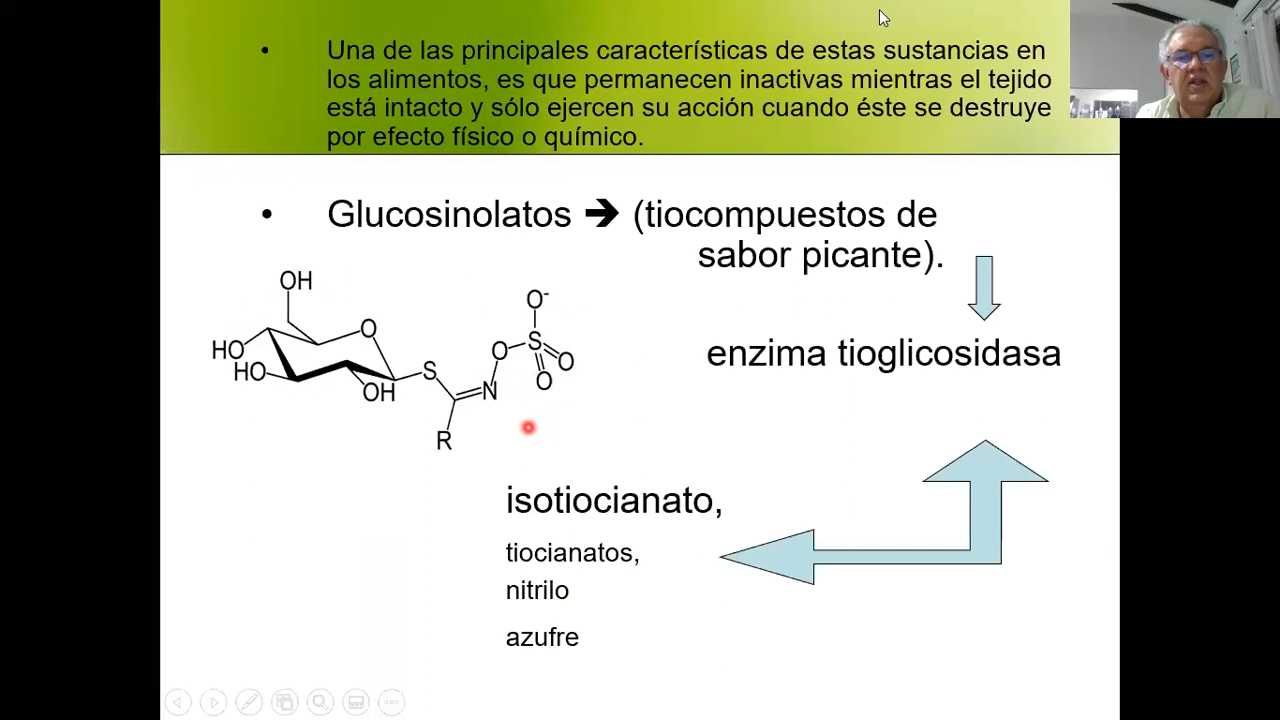 • Una de las principales características de estas sustancias en
los alimentos, es que permanecen inactivas mientras el tejido
está intacto y sólo ejercen su acción cuando éste se destruye
por efecto físico o químico.
• Glucosinolatos ➔ (tiocompuestos de
sabor picante).
enzima tioglicosidasa
OH
O
HO
HO
OH
S
N
R
O
S
O-
O
O
isotiocianato,
tiocianatos,
nitrilo
azufre